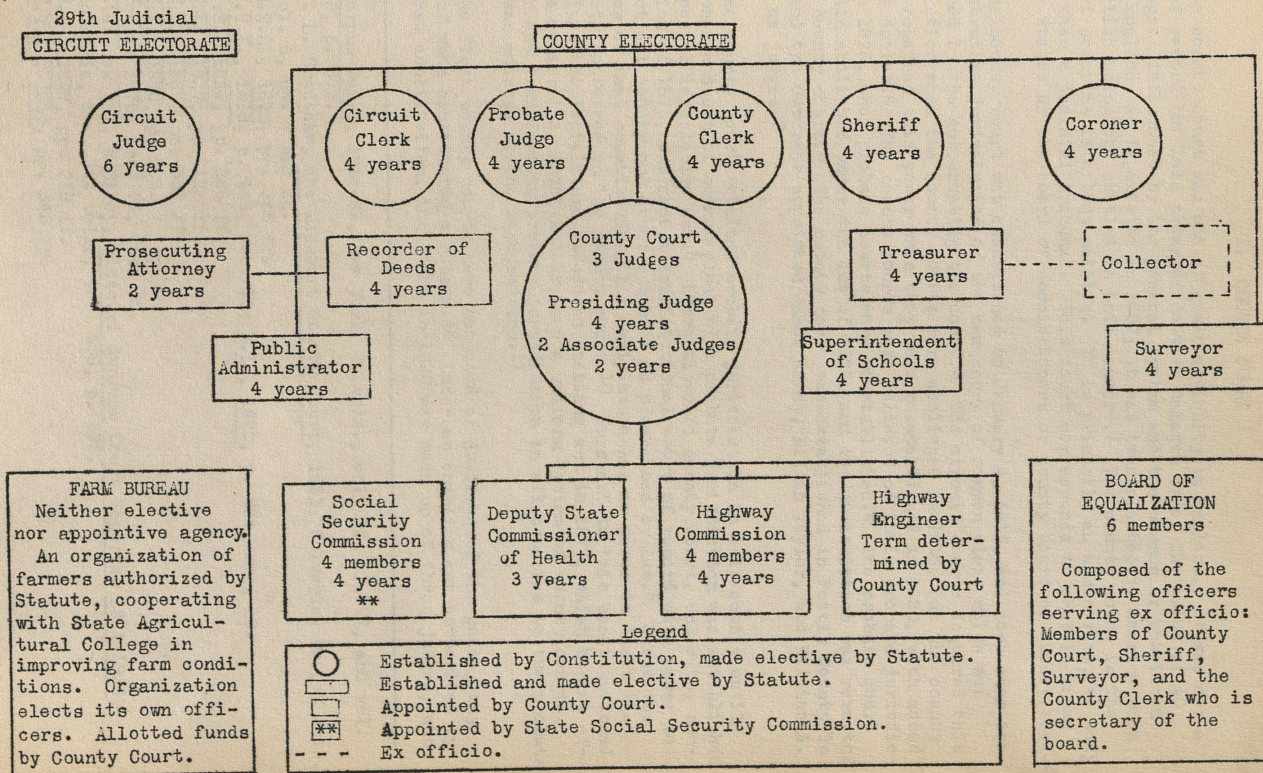 29th Judicial
CIRCUIT ELECTORATE
COUNTY ELECTORATE
Circuit
Judge
6 years
Circuit
Clerk
4 years
Probate
Judge
4 years
County
Clerk
4 years
Sheriff
4 years
Coroner
4 years
Prosecuting
Attorney
2 years
Recorder of
Deeds
4 years
County Court
3 Judges
Presiding Judge
4 years
2 Associate Judges
2 years
Treasurer
4 years
Collector
Public
Administrator
4 years
Superintendent
of Schools
4 years
Surveyor
4 years
FARM BUREAU
Neither elective
nor appointive agency.
An organization of
farmers authorized by
Statute, cooperating
with State Agricul-
tural College in
improving farm condi-
tions. Organization
elects its own offi-
cers. Allotted funds
by County Court.
Social
Security
Commission
4 members
4 years
**
Deputy State
Commissioner
of Health
3 years
Highway
Commission
4 members
4 years
Highway
Engineer
Term deter-
mined by
County Court
BOARD OF
EQUALIZATION
6 members
Composed of the
following officers
serving ex officio:
Members of County
Court, Sheriff,
Surveyor, and the
County Clerk who is
secretary of the
board.
Legend
Established by Constitution, made elective by Statute.
Established and made elective by Statute.
Appointed by County Court.
** Appointed by State Social Security Commission.
--- Ex officio.